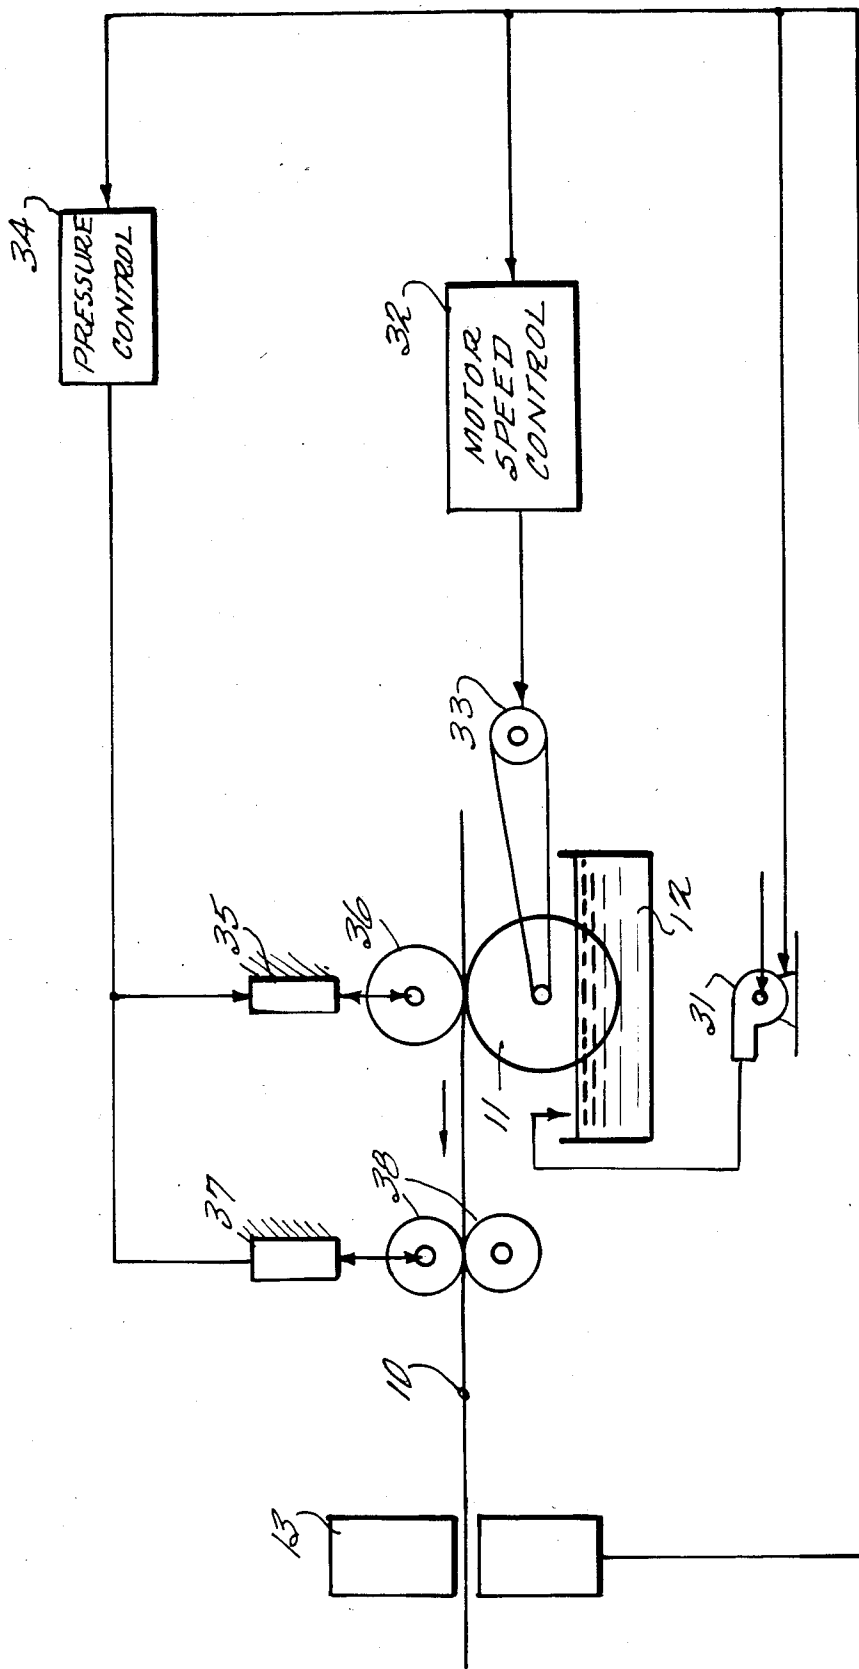 34
PRESSURE
CONTROL
32
MOTOR
SPEED
CONTROL
33
35
36
37
38
11
12
31
10
13